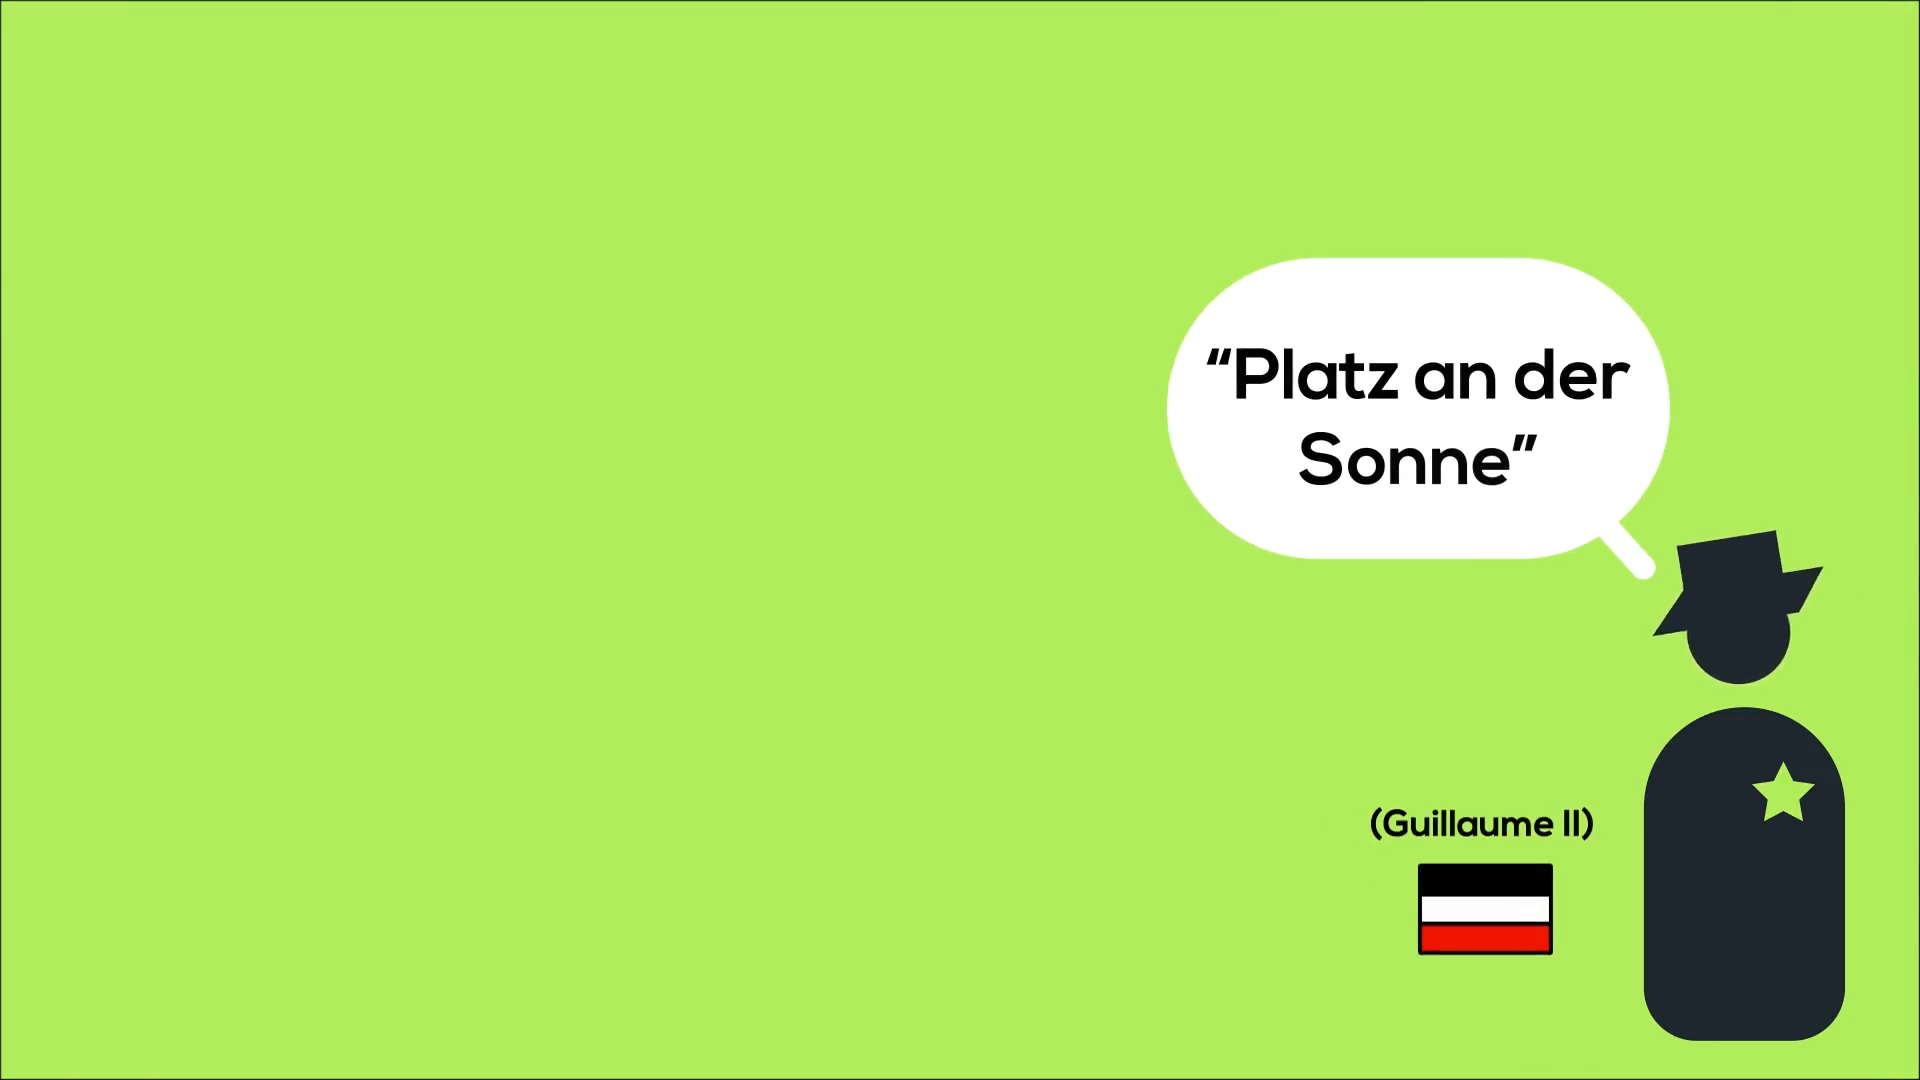 “Platz an der
Sonne”
(Guillaume II)